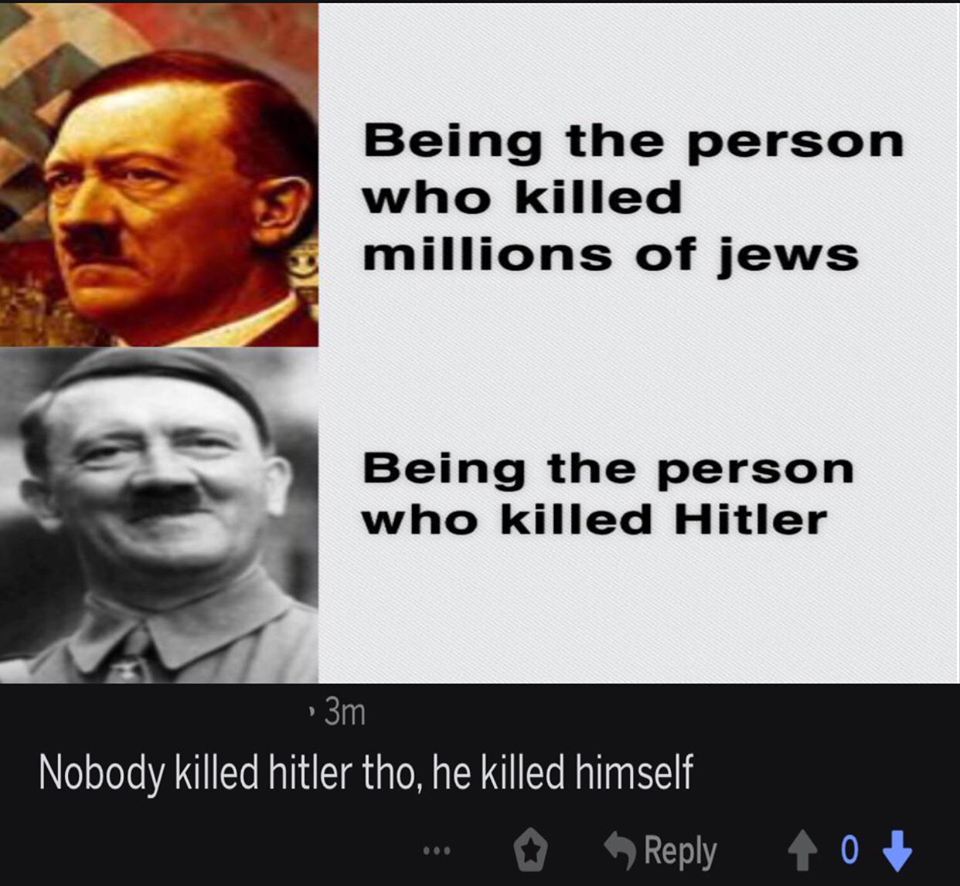 Being the person
who killed
millions of jews
Being the person
who killed Hitler
3m
Nobody killed hitler tho, he killed himself
Reply
0